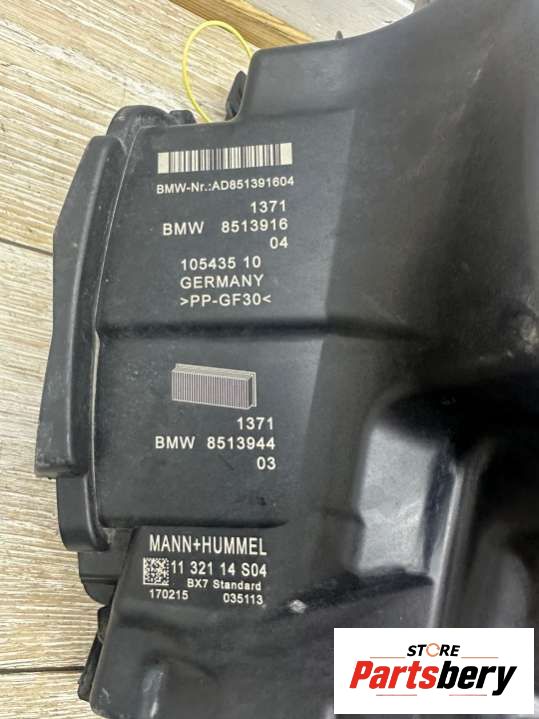 BMW-Nr.:AD851391604
1371
BMW 8513916
04
105435 10
GERMANY
>PP-GF30<
1371
BMW 8513944
03
MANN+HUMMEL
11 321 14 S04
BX7 Standard
170215 035113
STORE
Partsbery